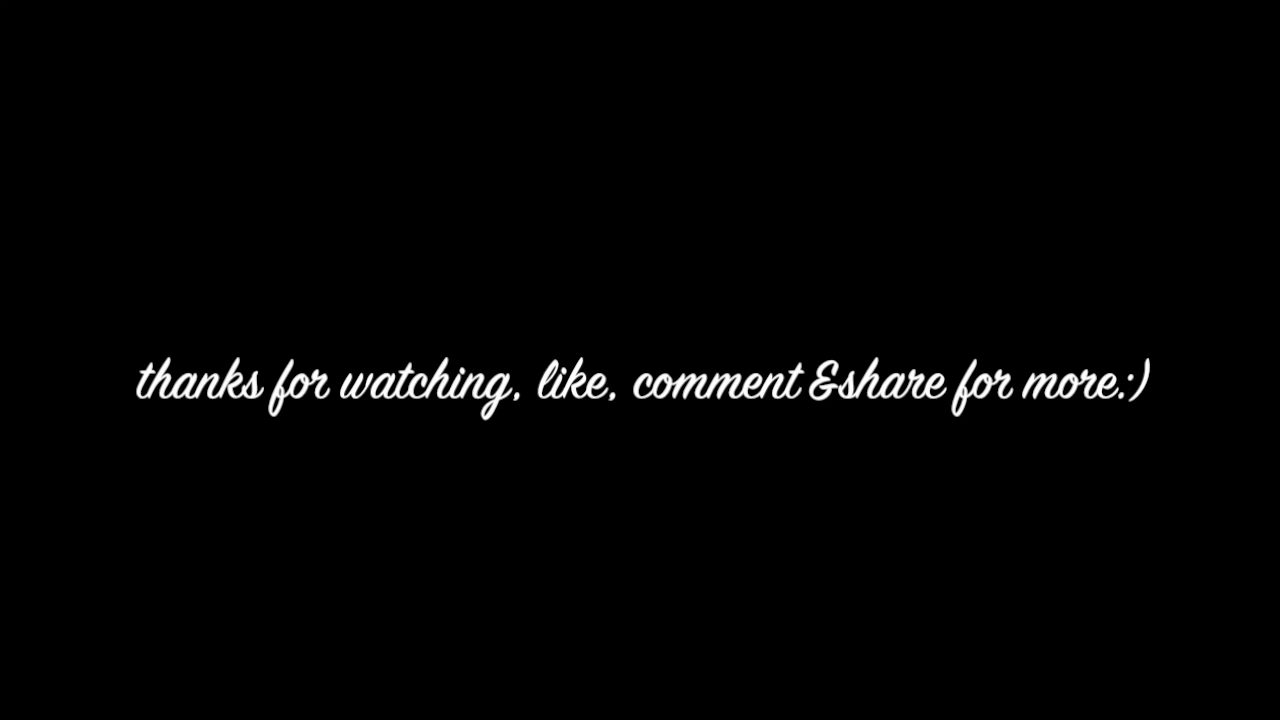 thanks for watching, like, comment &share for more.:)